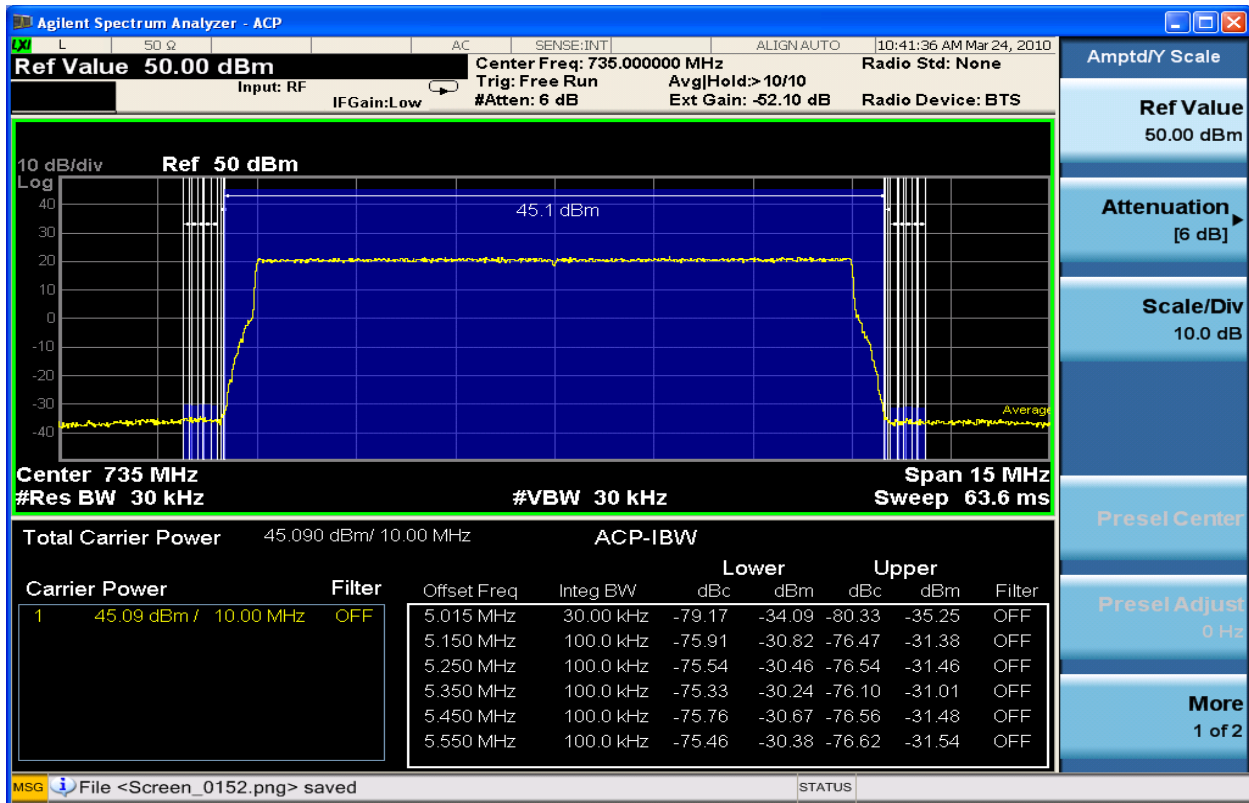 Agilent Spectrum Analyzer - ACP
LXI L 50 Ω AC SENSE:INT ALIGN AUTO 10:41:36 AM Mar 24, 2010
Ref Value 50.00 dBm
Input: RF
IFGain:Low
Center Freq: 735.000000 MHz
Trig: Free Run
#Atten: 6 dB
Avg|Hold:> 10/10
Ext Gain: -52.10 dB
Radio Std: None
Radio Device: BTS
10 dB/div Ref 50 dBm
Log
40
30
20
10
0
-10
-20
-30
-40
45.1 dBm
Average
Center 735 MHz Span 15 MHz
#Res BW 30 kHz #VBW 30 kHz Sweep 63.6 ms
Total Carrier Power 45.090 dBm/ 10.00 MHz ACP-IBW
Lower Upper
Carrier Power Filter Offset Freq Integ BW dBc dBm dBc dBm Filter
1 45.09 dBm / 10.00 MHz OFF
5.015 MHz 30.00 kHz -79.17 -34.09 -80.33 -35.25 OFF
5.150 MHz 100.0 kHz -75.91 -30.82 -76.47 -31.38 OFF
5.250 MHz 100.0 kHz -75.54 -30.46 -76.54 -31.46 OFF
5.350 MHz 100.0 kHz -75.33 -30.24 -76.10 -31.01 OFF
5.450 MHz 100.0 kHz -75.76 -30.67 -76.56 -31.48 OFF
5.550 MHz 100.0 kHz -75.46 -30.38 -76.62 -31.54 OFF
MSG File <Screen_0152.png> saved STATUS
Amptd/Y Scale
Ref Value
50.00 dBm
Attenuation
[6 dB]
Scale/Div
10.0 dB
Presel Center
Presel Adjust
0 Hz
More
1 of 2